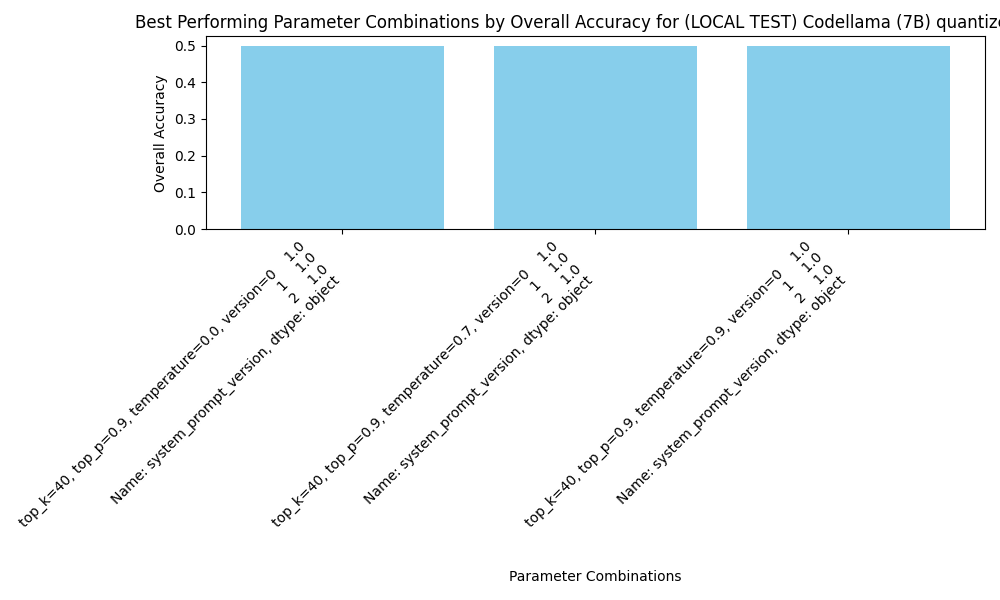 Best Performing Parameter Combinations by Overall Accuracy for (LOCAL TEST) Codellama (7B) quantize
Overall Accuracy
0.5
0.4
0.3
0.2
0.1
0.0
top_k=40, top_p=0.9, temperature=0.0, version=0 1.0
1 1.0
2 1.0
Name: system_prompt_version, dtype: object
top_k=40, top_p=0.9, temperature=0.7, version=0 1.0
1 1.0
2 1.0
Name: system_prompt_version, dtype: object
top_k=40, top_p=0.9, temperature=0.9, version=0 1.0
1 1.0
2 1.0
Name: system_prompt_version, dtype: object
Parameter Combinations